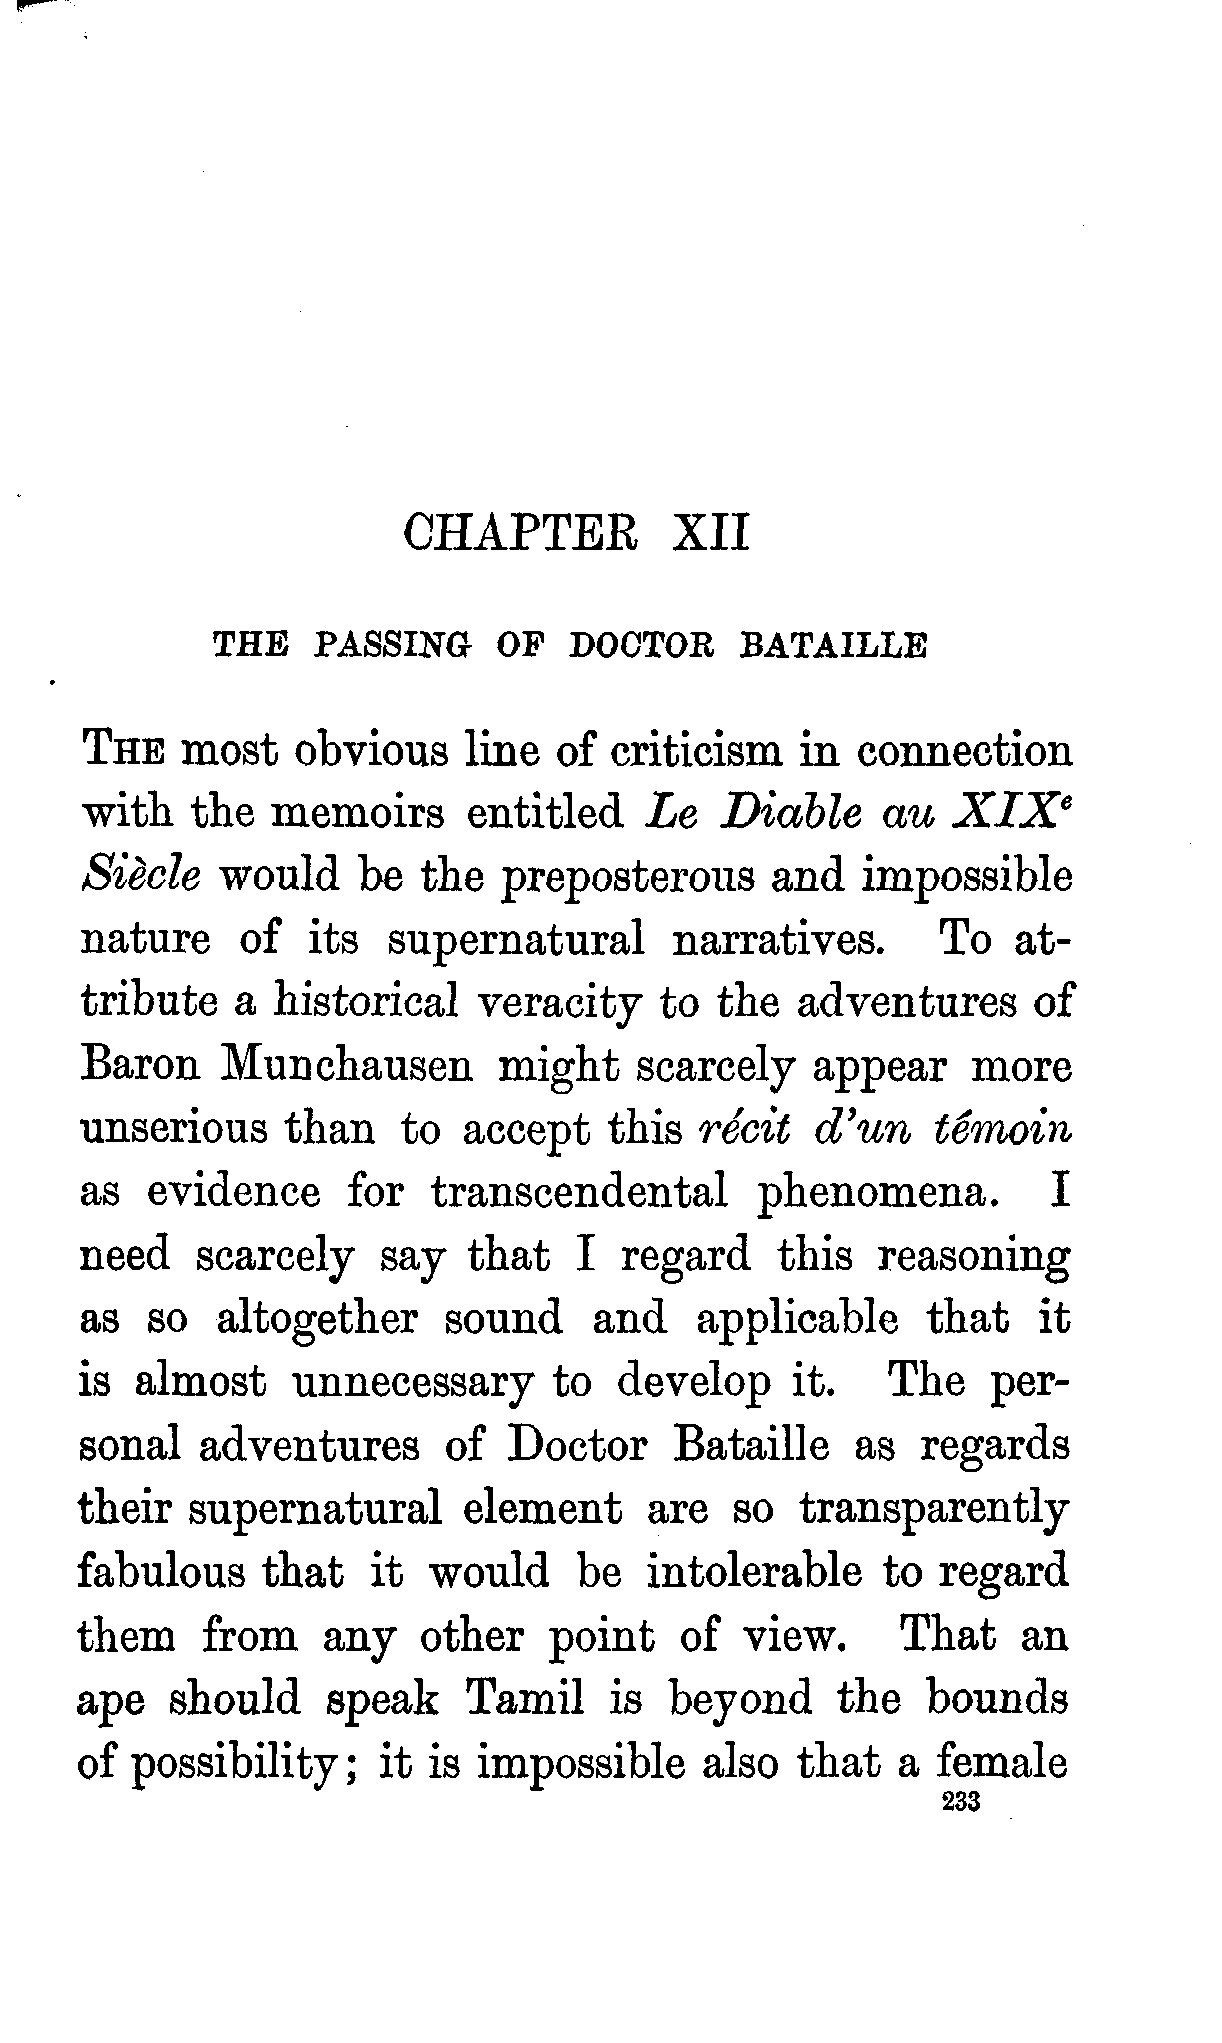 CHAPTER XII
THE PASSING OF DOCTOR BATAILLE
THE most obvious line of criticism in connection
with the memoirs entitled Le Diable au XIXe
Siècle would be the preposterous and impossible
nature of its supernatural narratives. To at-
tribute a historical veracity to the adventures of
Baron Munchausen might scarcely appear more
unserious than to accept this récit d'un témoin
as evidence for transcendental phenomena. I
need scarcely say that I regard this reasoning
as so altogether sound and applicable that it
is almost unnecessary to develop it. The per-
sonal adventures of Doctor Bataille as regards
their supernatural element are so transparently
fabulous that it would be intolerable to regard
them from any other point of view. That an
ape should speak Tamil is beyond the bounds
of possibility; it is impossible also that a female
233